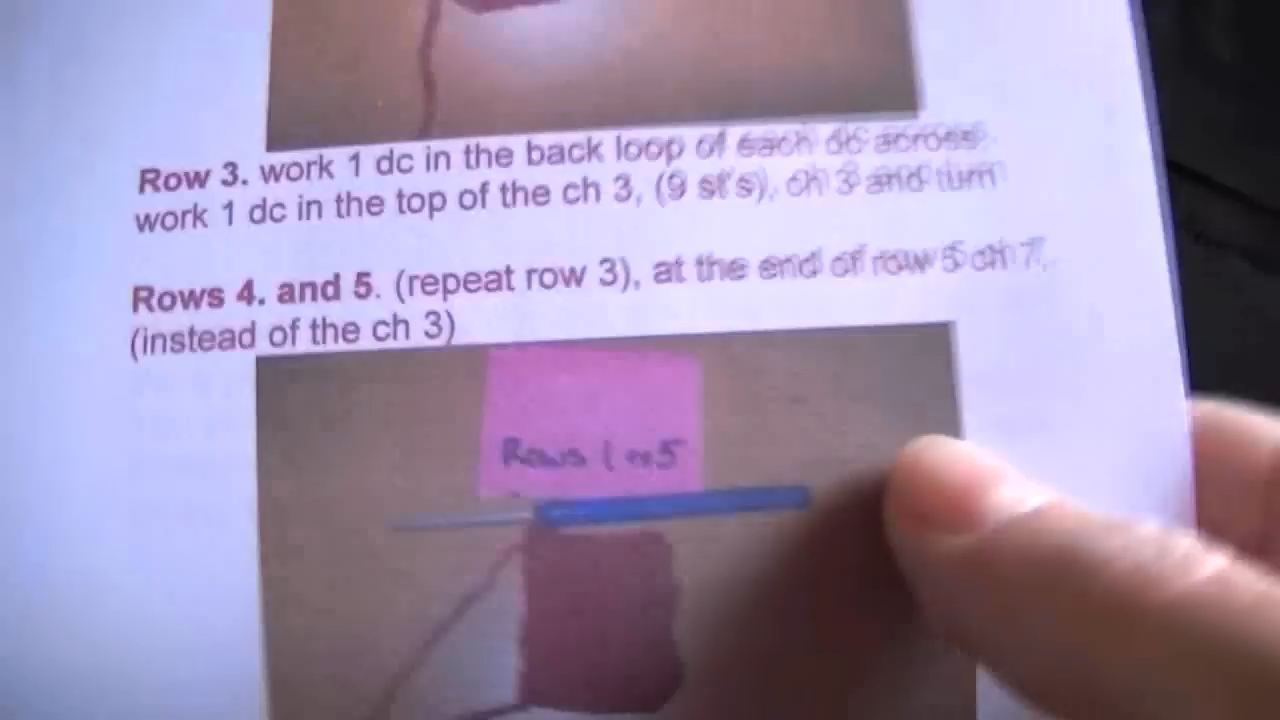 Row 3. work 1 dc in the back loop of each dc across
work 1 dc in the top of the ch 3, (9 st's), ch 3 and turn
Rows 4. and 5. (repeat row 3), at the end of row 5 ch 7,
(instead of the ch 3)
Rows 1 to 5